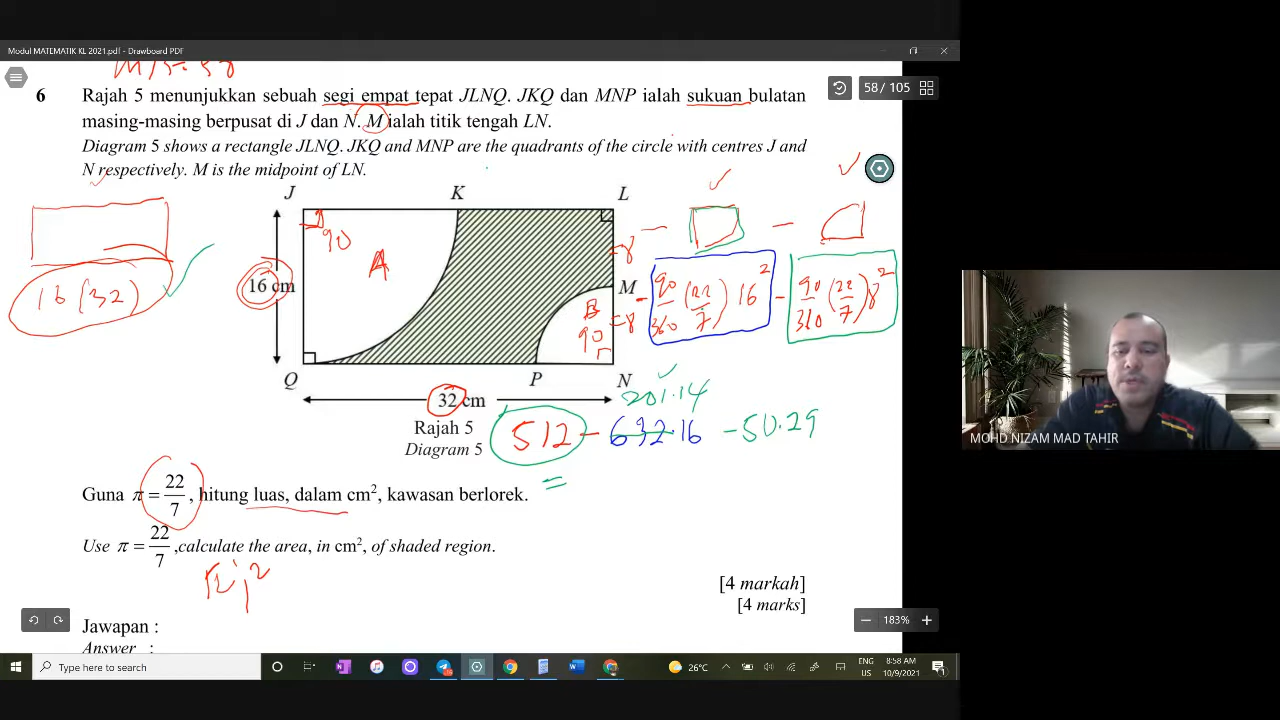 Modul MATEMATIK KL 2021.pdf - Drawboard PDF
6 Rajah 5 menunjukkan sebuah segi empat tepat JLNQ. JKQ dan MNP ialah sukuan bulatan
masing-masing berpusat di J dan N. M ialah titik tengah LN.
58 / 105
Diagram 5 shows a rectangle JLNQ. JKQ and MNP are the quadrants of the circle with centres J and
N respectively. M is the midpoint of LN.
J K L
90
A
= 8
16 (32)
16 cm
M
B
= 8
90
- 90/360 (22/7) 16²
- 90/360 (22/7) 8²
Q P N
32 cm
201.14
Rajah 5
Diagram 5
512 - 632.16 - 50.29
=
Guna π = 22/7, hitung luas, dalam cm², kawasan berlorek.
Use π = 22/7, calculate the area, in cm², of shaded region.
[4 markah]
[4 marks]
Jawapan :
Answer :
183%
MOHD NIZAM MAD TAHIR
Type here to search
26°C
ENG
US
8:58 AM
10/9/2021